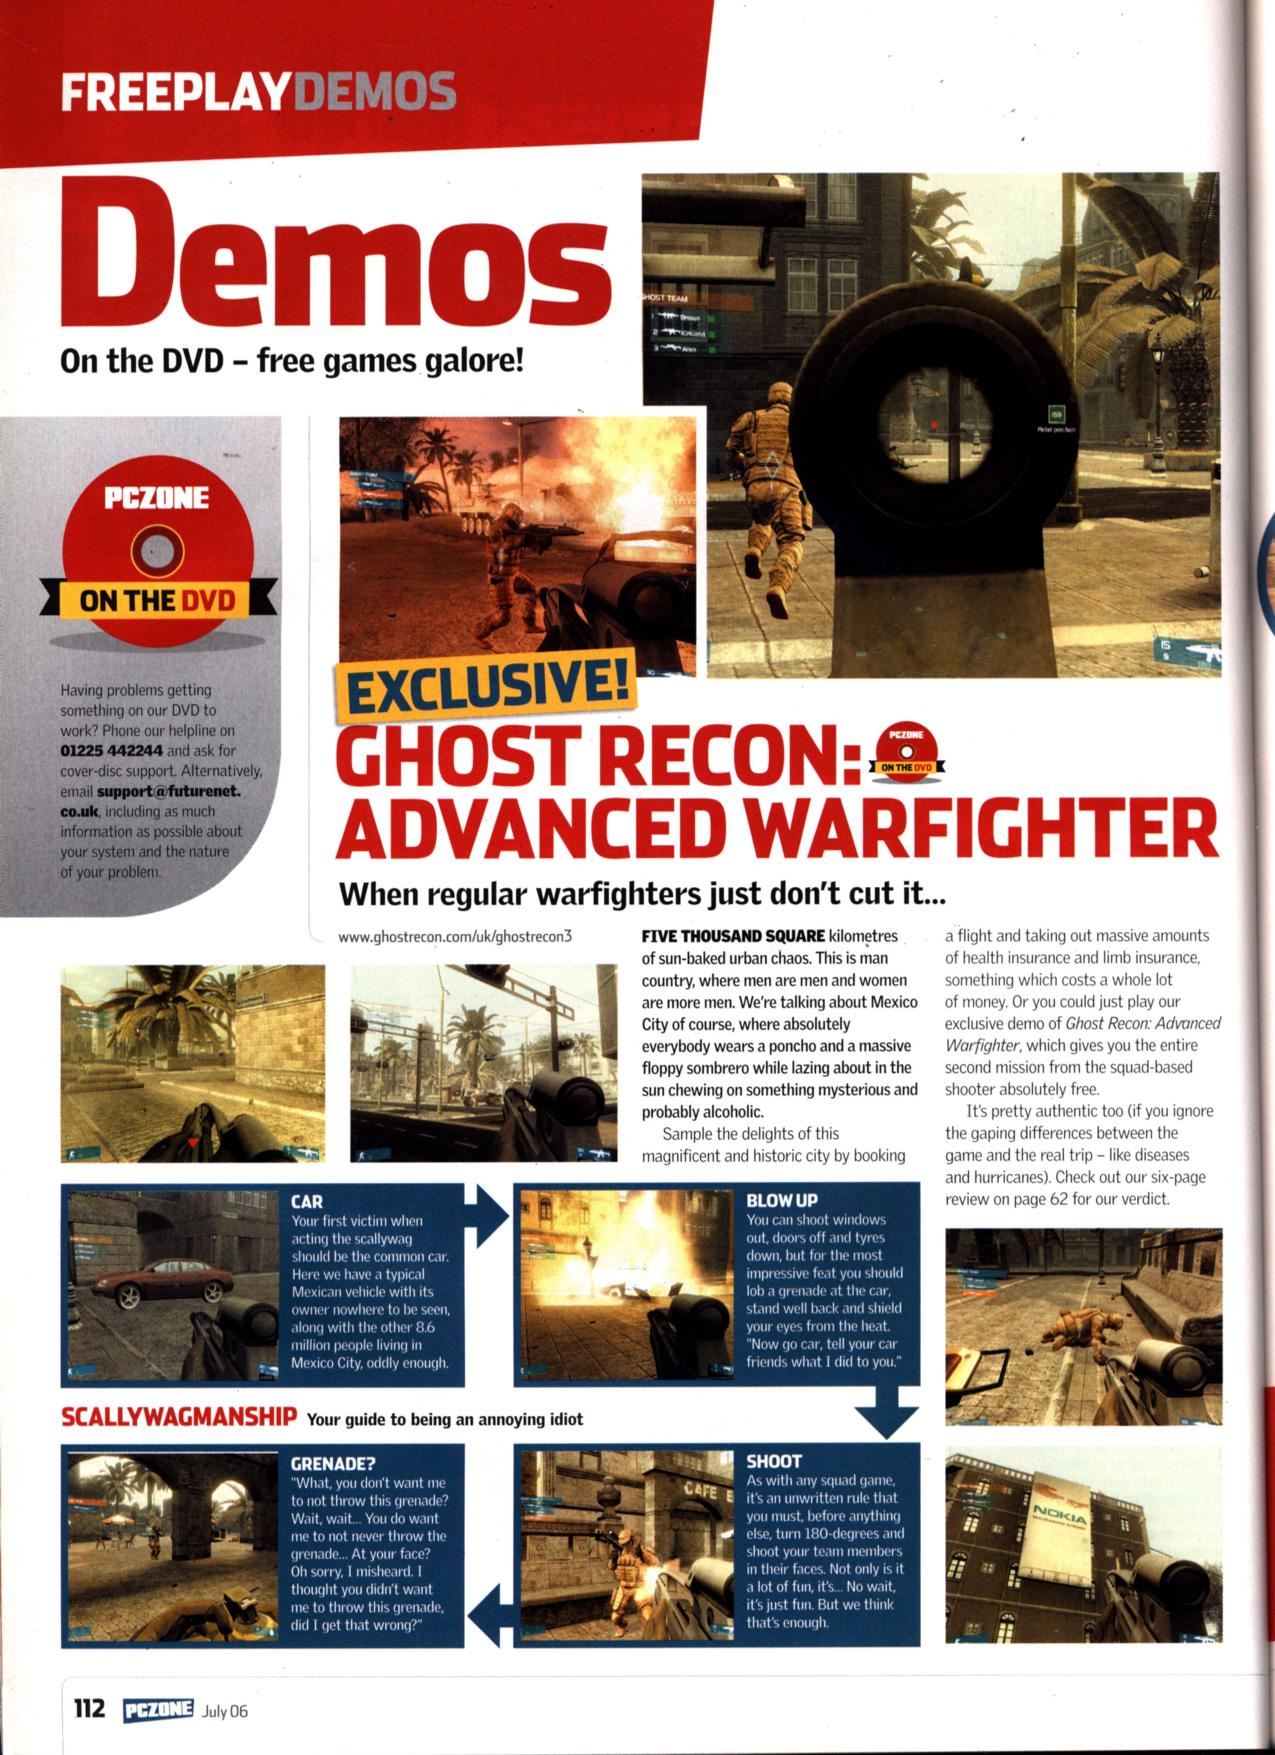 FREEPLAYDEMOS
Demos
On the DVD – free games galore!
GHOST TEAM
Brown
Kirkland
3 Allen
159
Rebel position
15
PCZONE
ON THE DVD
Having problems getting
something on our DVD to
work? Phone our helpline on
01225 442244 and ask for
cover-disc support. Alternatively,
email support@futurenet.
co.uk, including as much
information as possible about
your system and the nature
of your problem.
EXCLUSIVE!
GHOST RECON:
PCZONE
ON THE DVD
ADVANCED WARFIGHTER
When regular warfighters just don't cut it...
www.ghostrecon.com/uk/ghostrecon3
FIVE THOUSAND SQUARE kilometres
of sun-baked urban chaos. This is man
country, where men are men and women
are more men. We're talking about Mexico
City of course, where absolutely
everybody wears a poncho and a massive
floppy sombrero while lazing about in the
sun chewing on something mysterious and
probably alcoholic.
Sample the delights of this
magnificent and historic city by booking
a flight and taking out massive amounts
of health insurance and limb insurance,
something which costs a whole lot
of money. Or you could just play our
exclusive demo of Ghost Recon: Advanced
Warfighter, which gives you the entire
second mission from the squad-based
shooter absolutely free.
It's pretty authentic too (if you ignore
the gaping differences between the
game and the real trip – like diseases
and hurricanes). Check out our six-page
review on page 62 for our verdict.
CAR
Your first victim when
acting the scallywag
should be the common car.
Here we have a typical
Mexican vehicle with its
owner nowhere to be seen,
along with the other 8.6
million people living in
Mexico City, oddly enough.
BLOW UP
You can shoot windows
out, doors off and tyres
down, but for the most
impressive feat you should
lob a grenade at the car,
stand well back and shield
your eyes from the heat.
"Now go car, tell your car
friends what I did to you."
SCALLYWAGMANSHIP Your guide to being an annoying idiot
GRENADE?
"What, you don't want me
to not throw this grenade?
Wait, wait... You do want
me to not never throw the
grenade... At your face?
Oh sorry, I misheard. I
thought you didn't want
me to throw this grenade,
did I get that wrong?"
CAFE E
SHOOT
As with any squad game,
it's an unwritten rule that
you must, before anything
else, turn 180-degrees and
shoot your team members
in their faces. Not only is it
a lot of fun, it's... No wait,
it's just fun. But we think
that's enough.
NOKIA
112 PCZONE July 06